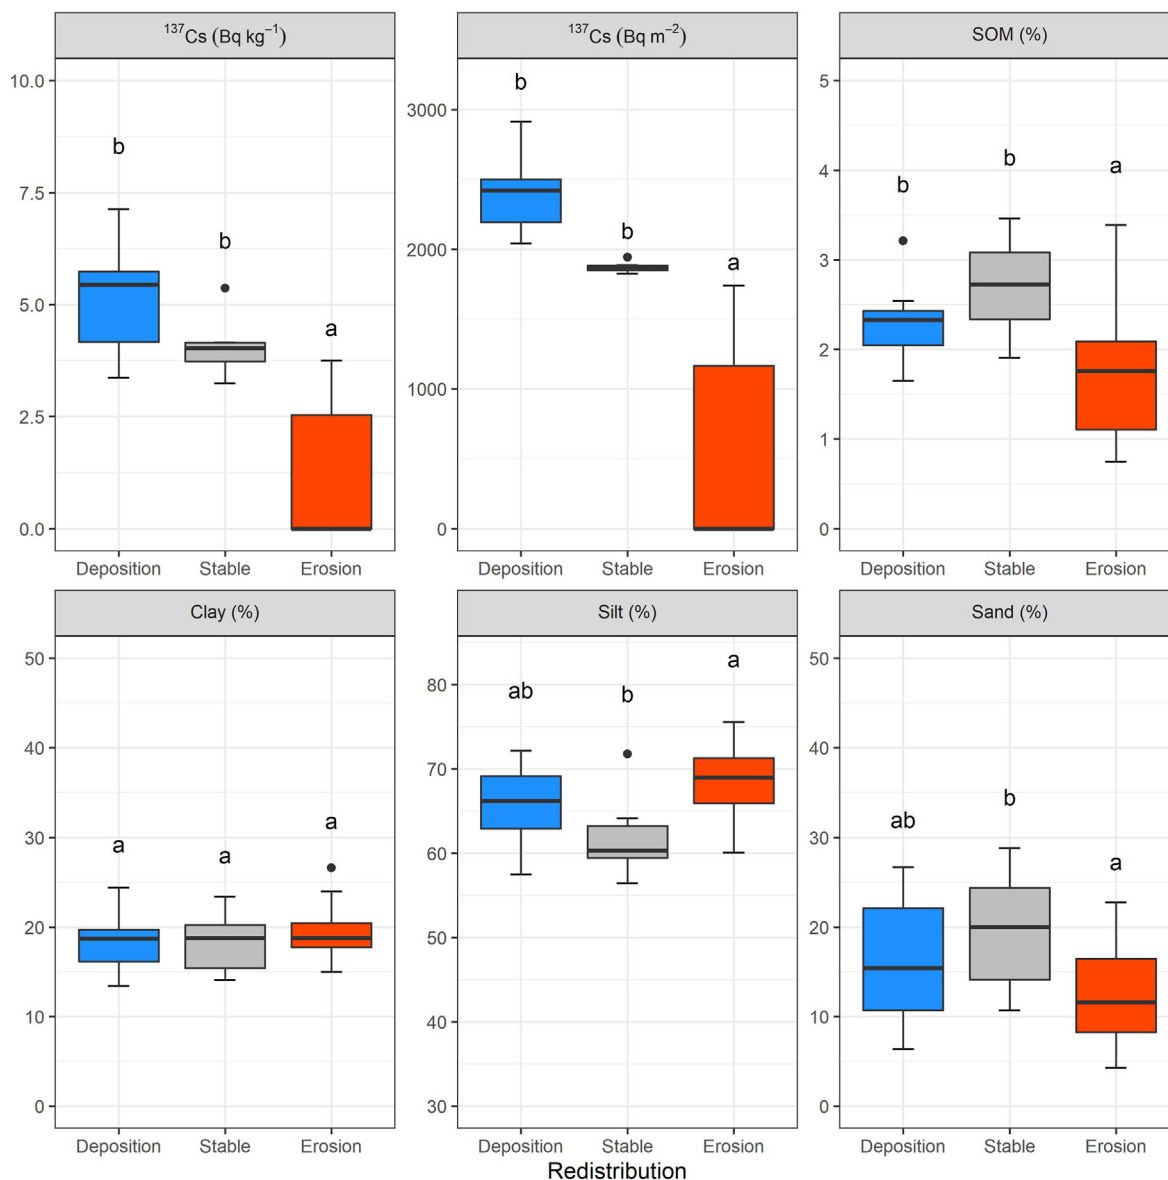 ¹³⁷Cs (Bq kg⁻¹)
10.0
7.5
5.0
2.5
0.0
b
b
a
Deposition Stable Erosion
¹³⁷Cs (Bq m⁻²)
3000
2000
1000
0
b
b
a
Deposition Stable Erosion
SOM (%)
5
4
3
2
1
0
b
b
a
Deposition Stable Erosion
Clay (%)
50
40
30
20
10
0
a
a
a
Deposition Stable Erosion
Silt (%)
80
70
60
50
40
30
ab
b
a
Deposition Stable Erosion
Sand (%)
50
40
30
20
10
0
ab
b
a
Deposition Stable Erosion
Redistribution